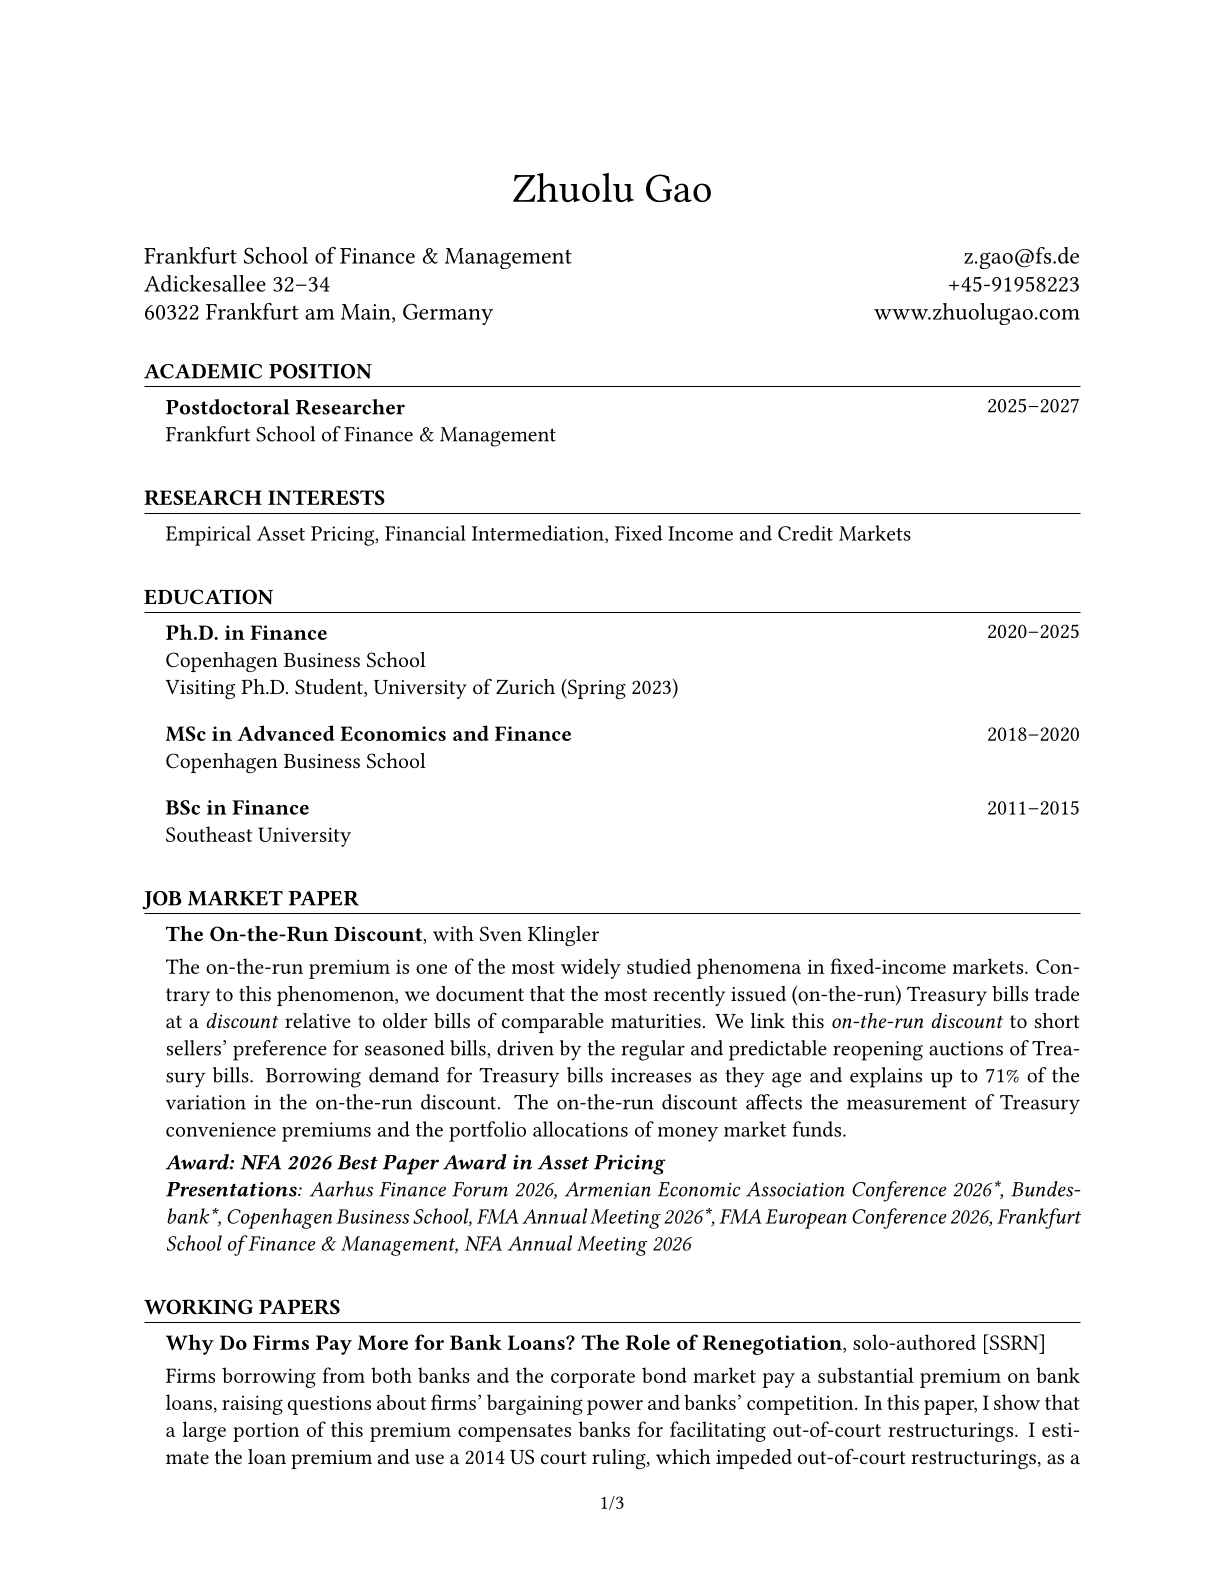 Zhuolu Gao
Frankfurt School of Finance & Management
z.gao@fs.de
Adickesallee 32–34
+45-91958223
60322 Frankfurt am Main, Germany
www.zhuolugao.com
ACADEMIC POSITION
Postdoctoral Researcher 2025–2027
Frankfurt School of Finance & Management
RESEARCH INTERESTS
Empirical Asset Pricing, Financial Intermediation, Fixed Income and Credit Markets
EDUCATION
Ph.D. in Finance 2020–2025
Copenhagen Business School
Visiting Ph.D. Student, University of Zurich (Spring 2023)
MSc in Advanced Economics and Finance 2018–2020
Copenhagen Business School
BSc in Finance 2011–2015
Southeast University
JOB MARKET PAPER
The On-the-Run Discount, with Sven Klingler
The on-the-run premium is one of the most widely studied phenomena in fixed-income markets. Con-
trary to this phenomenon, we document that the most recently issued (on-the-run) Treasury bills trade
at a discount relative to older bills of comparable maturities. We link this on-the-run discount to short
sellers’ preference for seasoned bills, driven by the regular and predictable reopening auctions of Trea-
sury bills. Borrowing demand for Treasury bills increases as they age and explains up to 71% of the
variation in the on-the-run discount. The on-the-run discount affects the measurement of Treasury
convenience premiums and the portfolio allocations of money market funds.
Award: NFA 2026 Best Paper Award in Asset Pricing
Presentations: Aarhus Finance Forum 2026, Armenian Economic Association Conference 2026*, Bundes-
bank*, Copenhagen Business School, FMA Annual Meeting 2026*, FMA European Conference 2026, Frankfurt
School of Finance & Management, NFA Annual Meeting 2026
WORKING PAPERS
Why Do Firms Pay More for Bank Loans? The Role of Renegotiation, solo-authored [SSRN]
Firms borrowing from both banks and the corporate bond market pay a substantial premium on bank
loans, raising questions about firms’ bargaining power and banks’ competition. In this paper, I show that
a large portion of this premium compensates banks for facilitating out-of-court restructurings. I esti-
mate the loan premium and use a 2014 US court ruling, which impeded out-of-court restructurings, as a
1/3